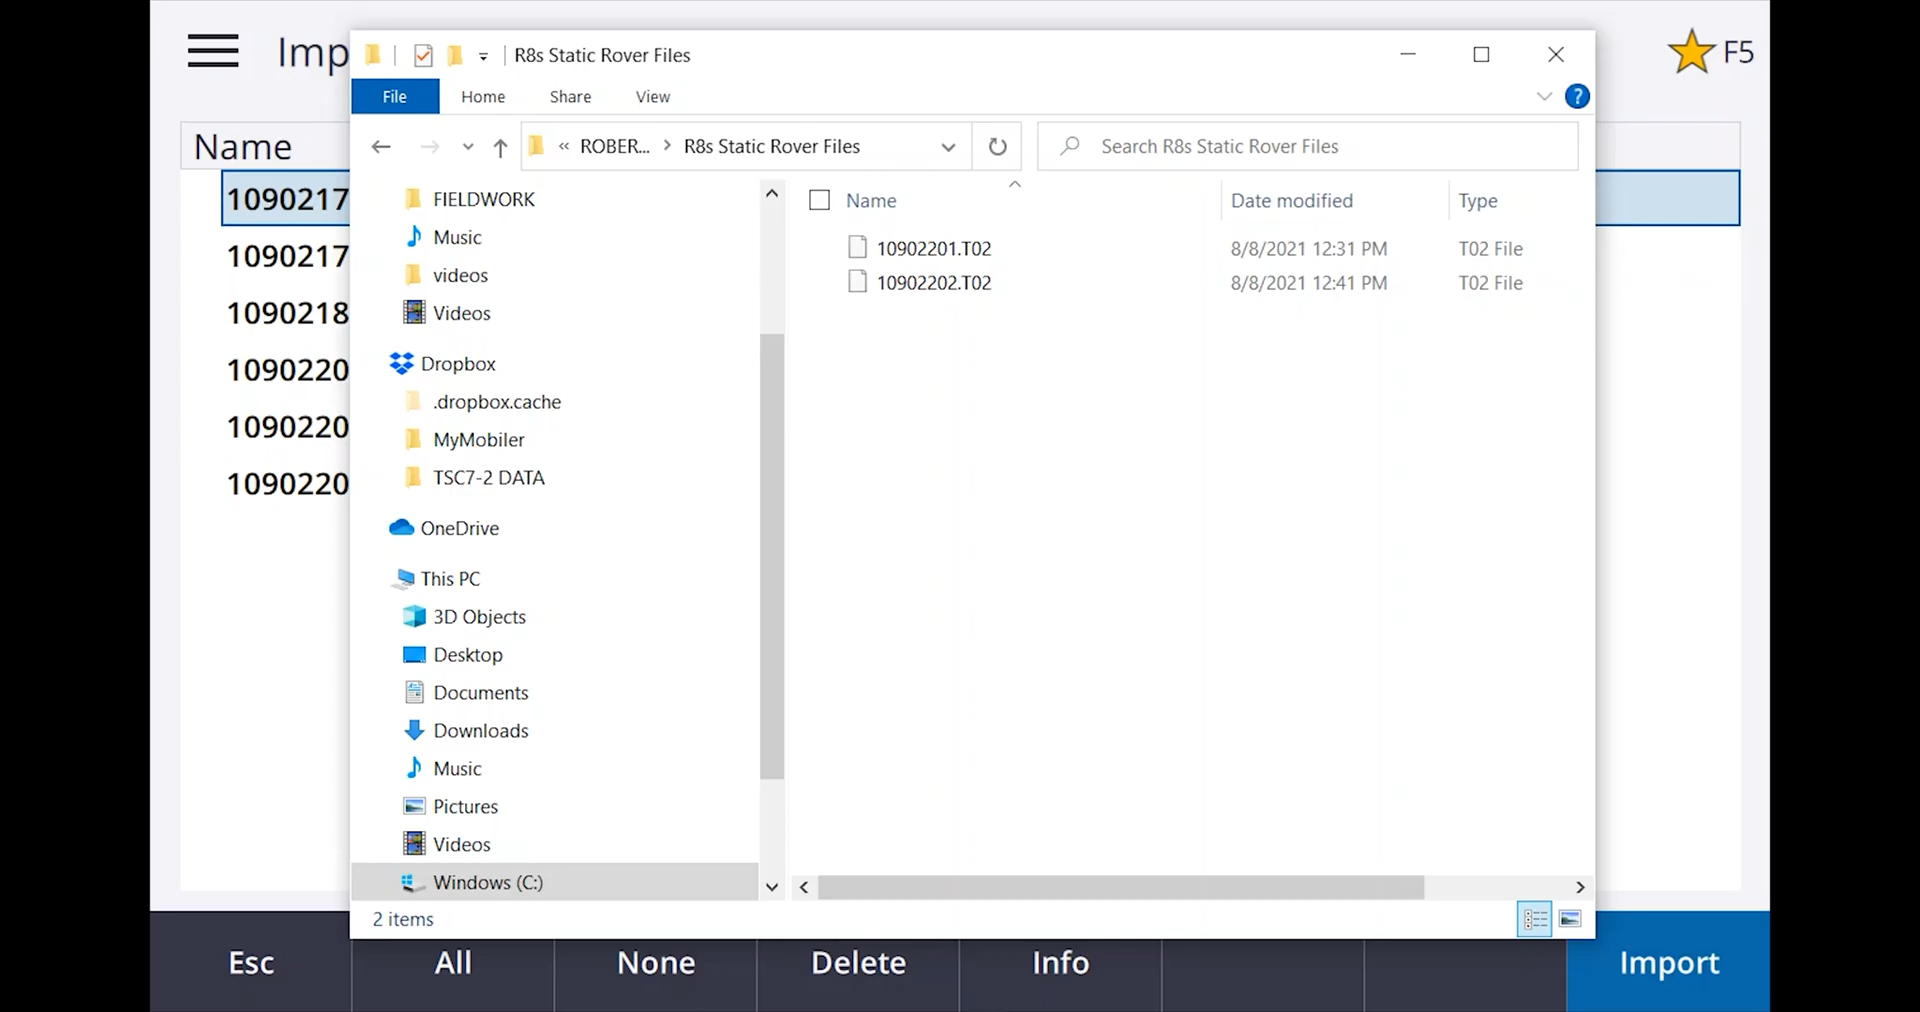 Imp
F5
R8s Static Rover Files
File Home Share View
?
« ROBER... > R8s Static Rover Files
Search R8s Static Rover Files
Name
1090217
1090217
1090218
1090220
1090220
1090220
FIELDWORK
Music
videos
Videos
Dropbox
.dropbox.cache
MyMobiler
TSC7-2 DATA
OneDrive
This PC
3D Objects
Desktop
Documents
Downloads
Music
Pictures
Videos
Windows (C:)
Name Date modified Type
10902201.T02 8/8/2021 12:31 PM T02 File
10902202.T02 8/8/2021 12:41 PM T02 File
2 items
Esc All None Delete Info Import